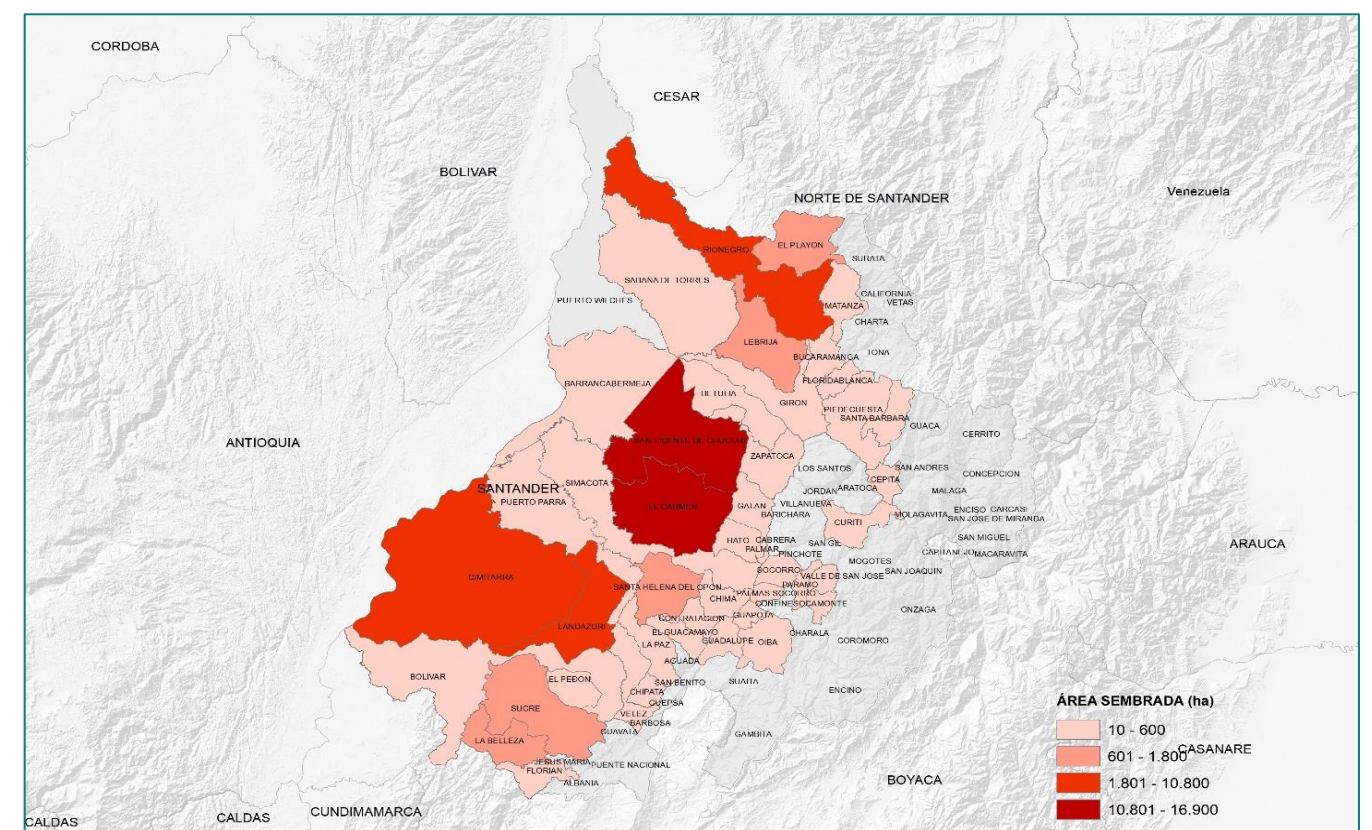 CORDOBA
CESAR
BOLIVAR
Venezuela
NORTE DE SANTANDER
RIONEGRO
EL PLAYON
SURATA
SABANA DE TORRES
PUERTO WILCHES
CALIFORNIA
VETAS
MATANZA
CHARTA
LEBRIJA
TONA
BUCARAMANGA
BARRANCABERMEJA
FLORIDABLANCA
BETULIA
GIRON
PIEDECUESTA
SANTA BARBARA
GUACA
ANTIOQUIA
CERRITO
SAN VICENTE DE CHUCURI
ZAPATOCA
LOS SANTOS
SAN ANDRES
CONCEPCION
SIMACOTA
CEPITA
SANTANDER
JORDAN
ARATOCA
MALAGA
PUERTO PARRA
EL CARMEN
GALAN
VILLANUEVA
BARICHARA
MOLAGAVITA
ENCISO
CARCASI
SAN JOSE DE MIRANDA
CURITI
HATO
CABRERA
SAN GIL
SAN MIGUEL
ARAUCA
PALMAR
PINCHOTE
CAPITANEJO
MACARAVITA
MOGOTES
SOCORRO
SAN JOAQUIN
CIMITARRA
VALLE DE SAN JOSE
SANTA HELENA DEL OPON
PARAMO
PALMAS SOCORRO
CHIMA
CONFINES
OCAMONTE
ONZAGA
GUAPOTA
CONTRATACION
LANDAZURI
EL GUACAMAYO
CHARALA
GUADALUPE
OIBA
COROMORO
LA PAZ
AGUADA
BOLIVAR
EL PEÑON
SAN BENITO
SUAITA
CHIPATA
ENCINO
GUEPSA
ÁREA SEMBRADA (ha)
SUCRE
VELEZ
BARBOSA
10 - 600
GUAVATA
GAMBITA
LA BELLEZA
601 - 1.800
CASANARE
JESUS MARIA
PUENTE NACIONAL
FLORIAN
BOYACA
1.801 - 10.800
ALBANIA
10.801 - 16.900
CUNDIMAMARCA
CALDAS
CALDAS